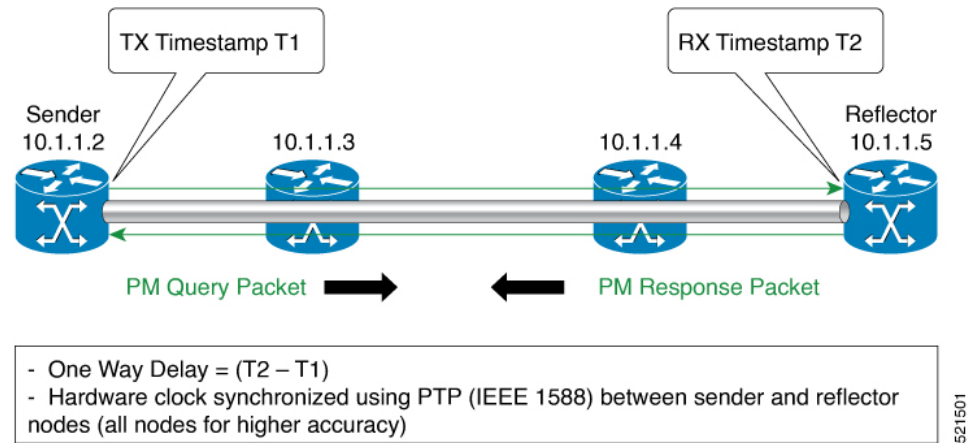 TX Timestamp T1
RX Timestamp T2
Sender
10.1.1.2
10.1.1.3
10.1.1.4
Reflector
10.1.1.5
PM Query Packet
PM Response Packet
- One Way Delay = (T2 – T1)
- Hardware clock synchronized using PTP (IEEE 1588) between sender and reflector
nodes (all nodes for higher accuracy)
521501